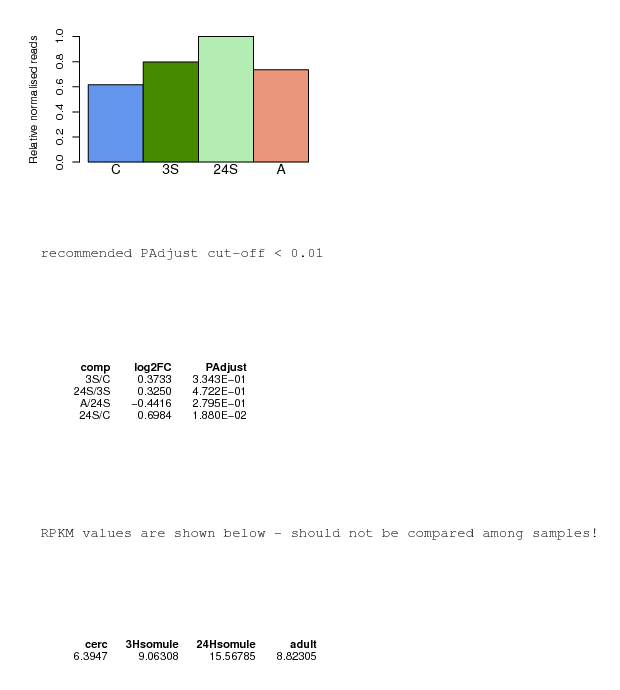 Relative normalised reads
1.0
0.8
0.6
0.4
0.2
0.0
C 3S 24S A
recommended PAdjust cut-off < 0.01
comp log2FC PAdjust
3S/C 0.3733 3.343E-01
24S/3S 0.3250 4.722E-01
A/24S -0.4416 2.795E-01
24S/C 0.6984 1.880E-02
RPKM values are shown below - should not be compared among samples!
cerc 3Hsomule 24Hsomule adult
6.3947 9.06308 15.56785 8.82305